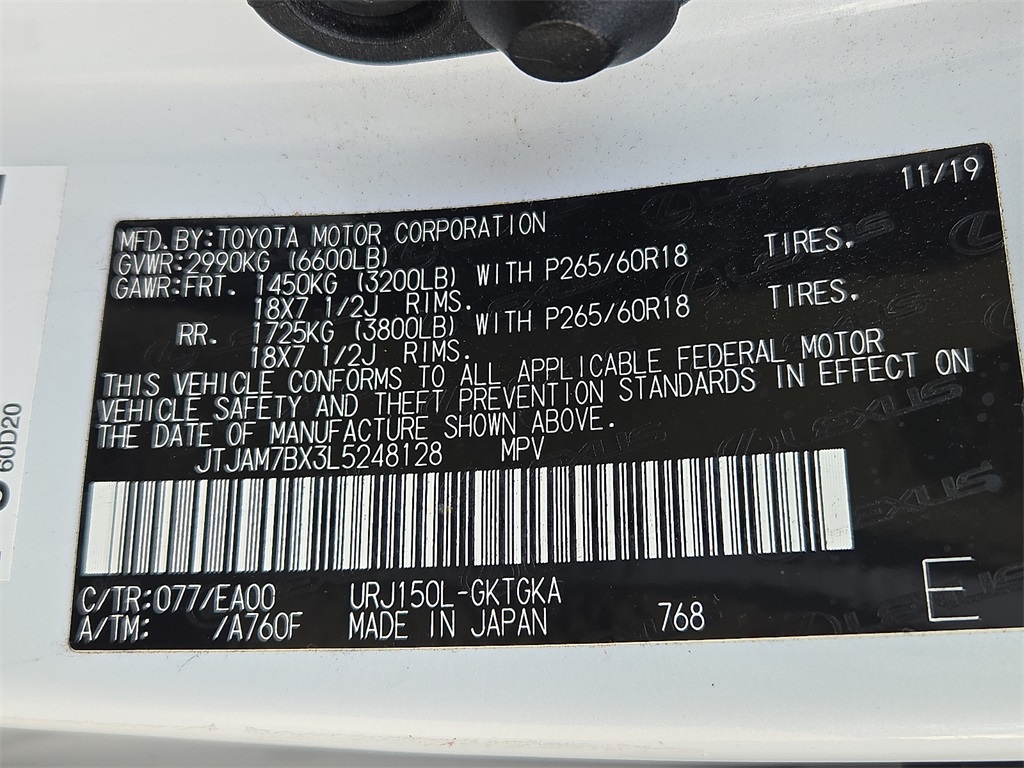 11/19
MFD.BY:TOYOTA MOTOR CORPORATION
GVWR:2990KG (6600LB)
GAWR:FRT. 1450KG (3200LB) WITH P265/60R18 TIRES.
18X7 1/2J RIMS.
RR. 1725KG (3800LB) WITH P265/60R18 TIRES.
18X7 1/2J RIMS.
THIS VEHICLE CONFORMS TO ALL APPLICABLE FEDERAL MOTOR
VEHICLE SAFETY AND THEFT PREVENTION STANDARDS IN EFFECT ON
THE DATE OF MANUFACTURE SHOWN ABOVE.
JTJAM7BX3L5248128 MPV
C/TR:077/EA00 URJ150L-GKTGKA
A/TM: /A760F MADE IN JAPAN 768 E
60D20
LEXUS